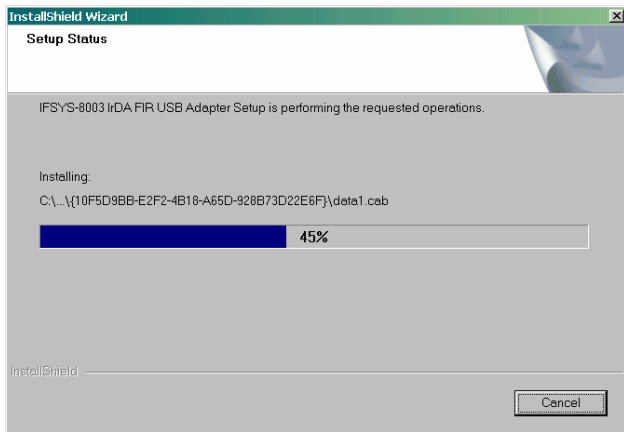 InstallShield Wizard
Setup Status
IFSYS-8003 IrDA FIR USB Adapter Setup is performing the requested operations.
Installing:
C:\...\{10F5D9BB-E2F2-4B18-A65D-928B73D22E6F}\data1.cab
45%
InstallShield
Cancel